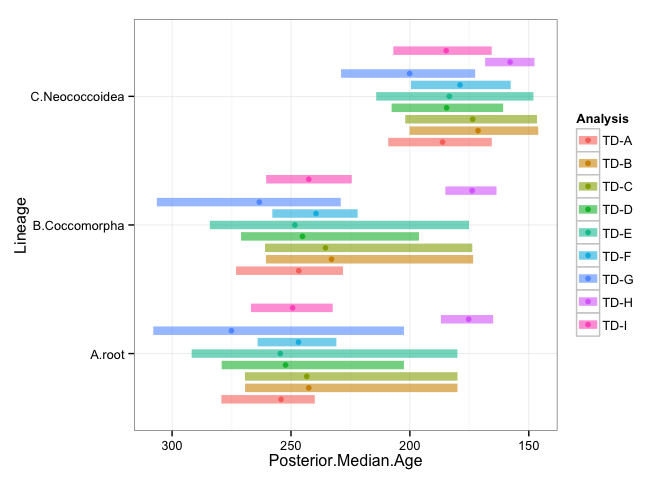 C.Neococcoidea
B.Coccomorpha
A.root
Lineage
300
250
200
150
Posterior.Median.Age
Analysis
TD-A
TD-B
TD-C
TD-D
TD-E
TD-F
TD-G
TD-H
TD-I